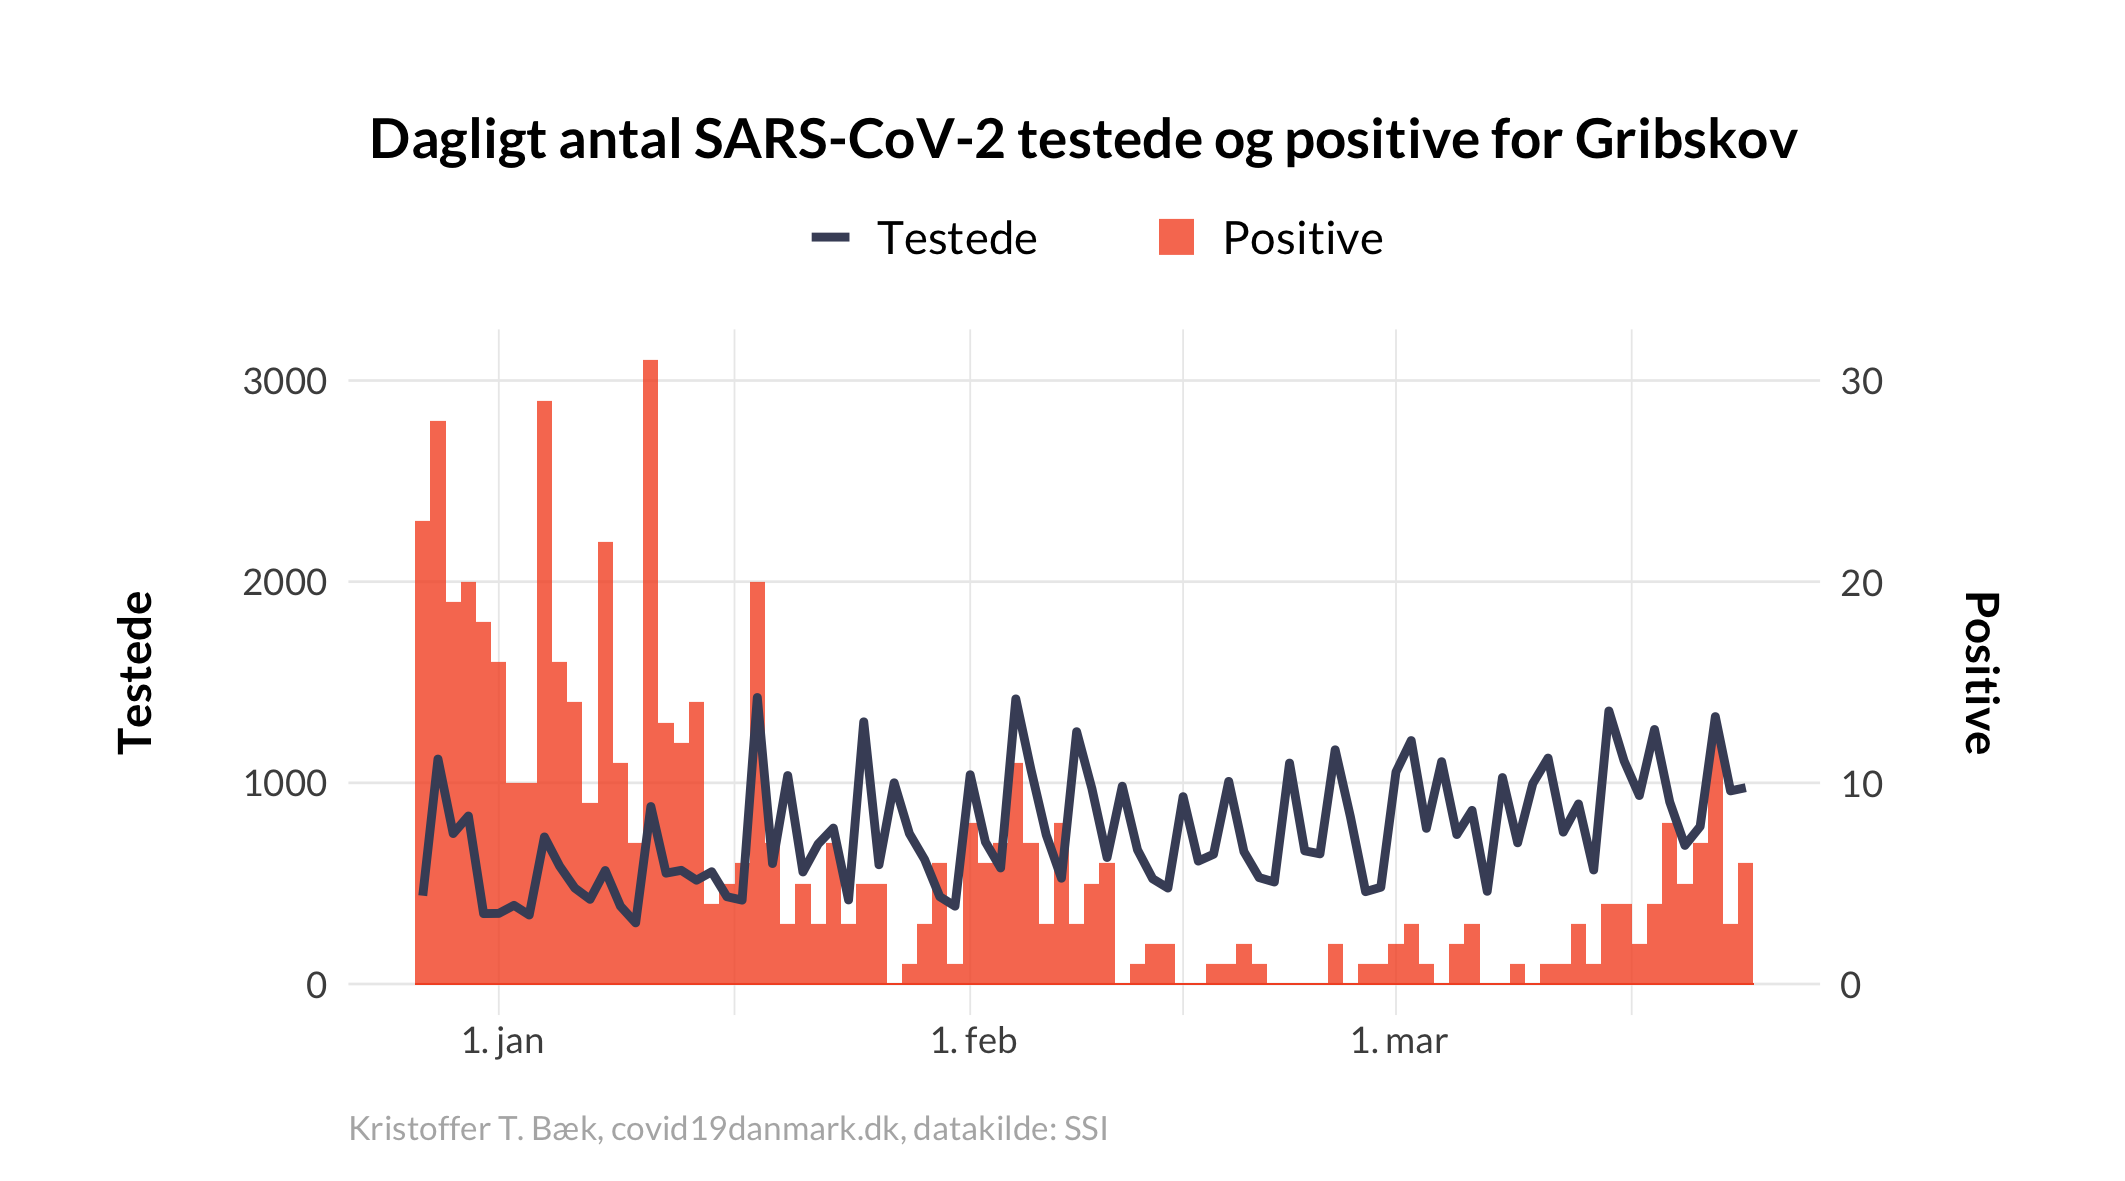 Dagligt antal SARS-CoV-2 testede og positive for Gribskov
Testede
Positive
3000
2000
1000
0
30
20
10
0
Testede
Positive
1. jan
1. feb
1. mar
Kristoffer T. Bæk, covid19danmark.dk, datakilde: SSI